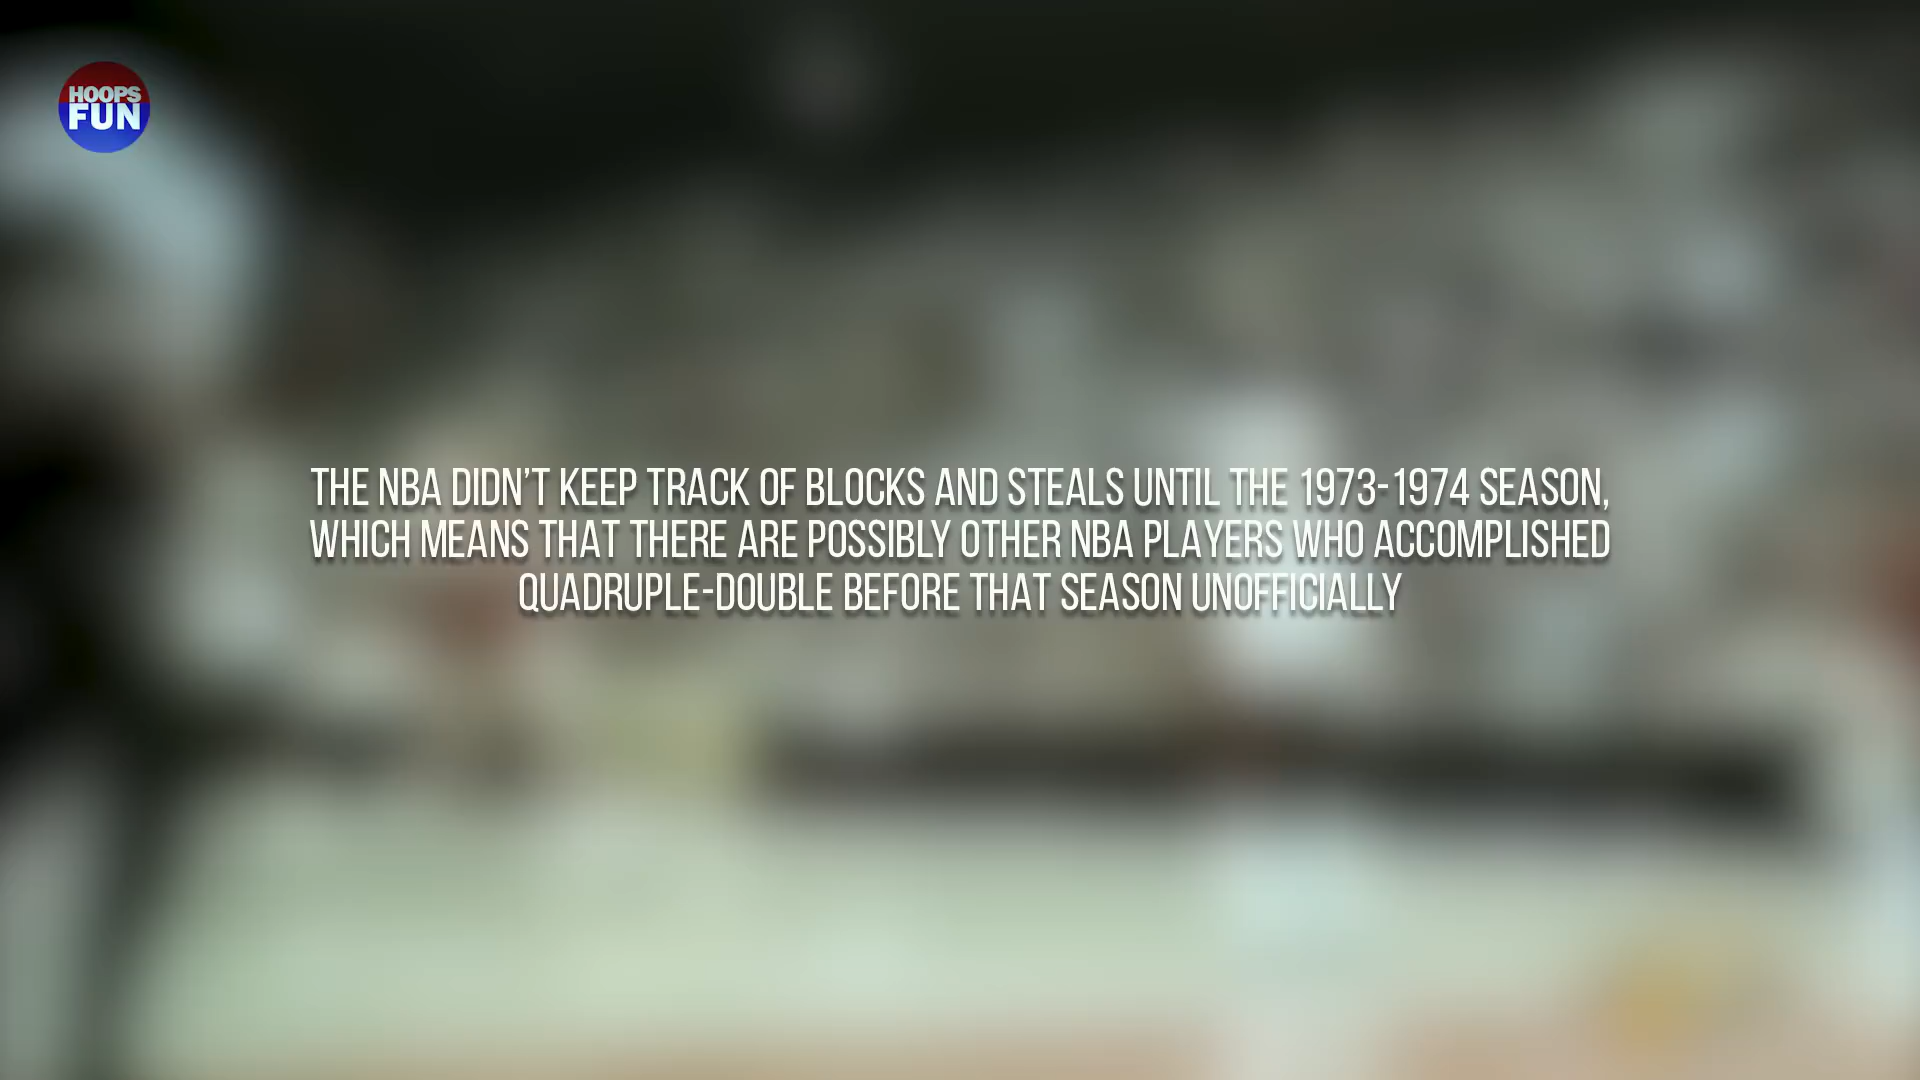 HOOPS
FUN
THE NBA DIDN'T KEEP TRACK OF BLOCKS AND STEALS UNTIL THE 1973-1974 SEASON,
WHICH MEANS THAT THERE ARE POSSIBLY OTHER NBA PLAYERS WHO ACCOMPLISHED
QUADRUPLE-DOUBLE BEFORE THAT SEASON UNOFFICIALLY